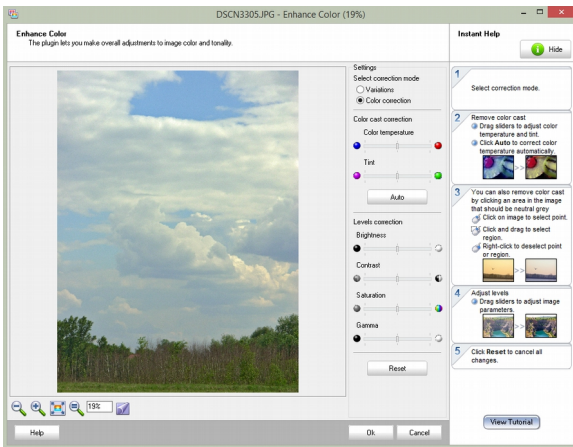 DSCN3305.JPG - Enhance Color (19%)
Enhance Color
The plugin lets you make overall adjustments to image color and tonality.
Settings
Select correction mode
Variations
Color correction
Color cast correction
Color temperature
Tint
Auto
Levels correction
Brightness
Contrast
Saturation
Gamma
Reset
19%
Help
Ok
Cancel
Instant Help
Hide
1
Select correction mode.
2
Remove color cast
Drag sliders to adjust color
temperature and tint.
Click Auto to correct color
temperature automatically.
>>
3
You can also remove color cast
by clicking an area in the image
that should be neutral grey
Click on image to select point.
Click and drag to select
region.
Right-click to deselect point
or region.
>>
4
Adjust levels
Drag sliders to adjust image
parameters.
>>
5
Click Reset to cancel all
changes.
View Tutorial